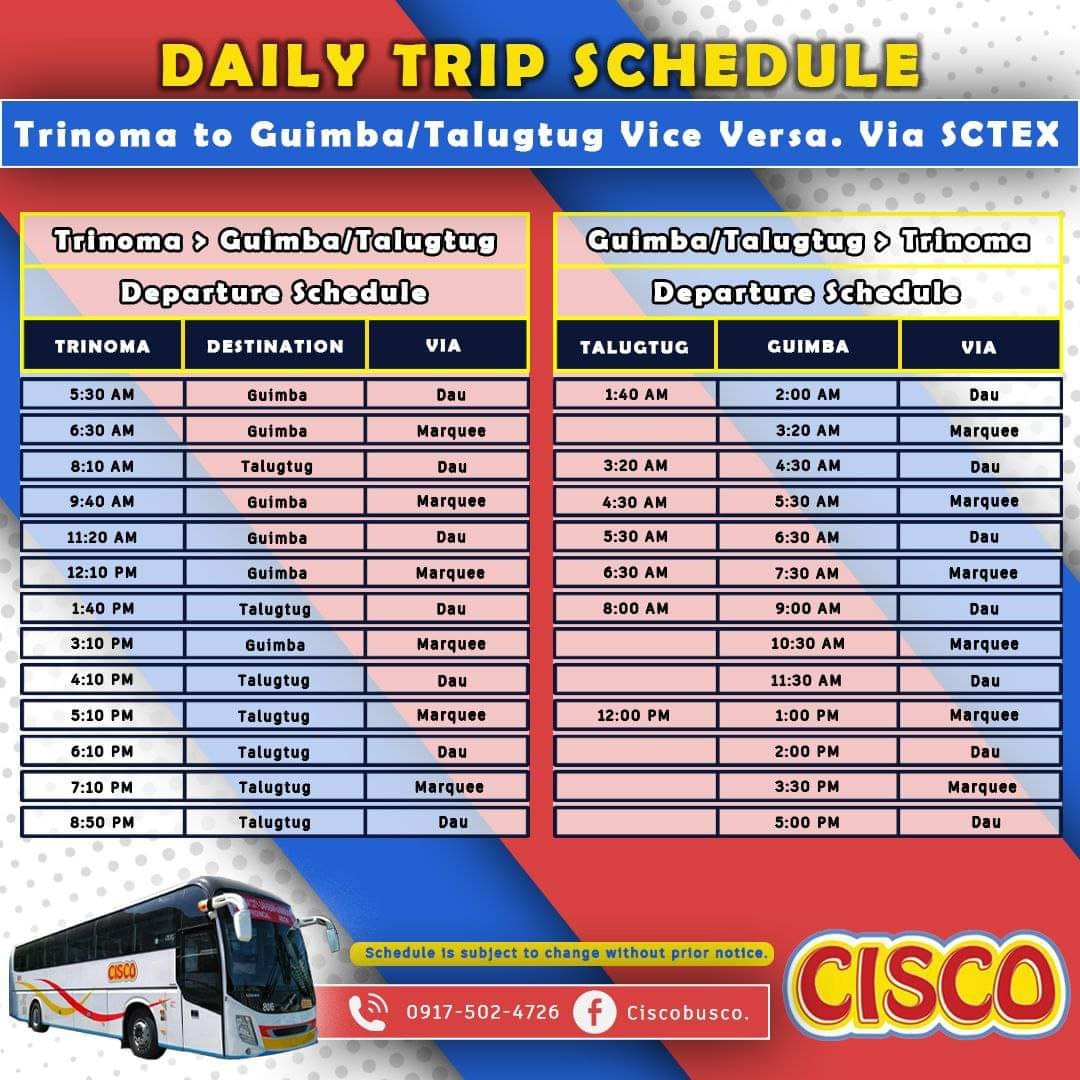 DAILY TRIP SCHEDULE
Trinoma to Guimba/Talugtug Vice Versa. Via SCTEX
Trinoma > Guimba/Talugtug
Departure Schedule
TRINOMA DESTINATION VIA
5:30 AM Guimba Dau
6:30 AM Guimba Marquee
8:10 AM Talugtug Dau
9:40 AM Guimba Marquee
11:20 AM Guimba Dau
12:10 PM Guimba Marquee
1:40 PM Talugtug Dau
3:10 PM Guimba Marquee
4:10 PM Talugtug Dau
5:10 PM Talugtug Marquee
6:10 PM Talugtug Dau
7:10 PM Talugtug Marquee
8:50 PM Talugtug Dau
Guimba/Talugtug > Trinoma
Departure Schedule
TALUGTUG GUIMBA VIA
1:40 AM 2:00 AM Dau
3:20 AM Marquee
3:20 AM 4:30 AM Dau
4:30 AM 5:30 AM Marquee
5:30 AM 6:30 AM Dau
6:30 AM 7:30 AM Marquee
8:00 AM 9:00 AM Dau
10:30 AM Marquee
11:30 AM Dau
12:00 PM 1:00 PM Marquee
2:00 PM Dau
3:30 PM Marquee
5:00 PM Dau
CISCO
Schedule is subject to change without prior notice.
0917-502-4726 Ciscobusco.
CISCO